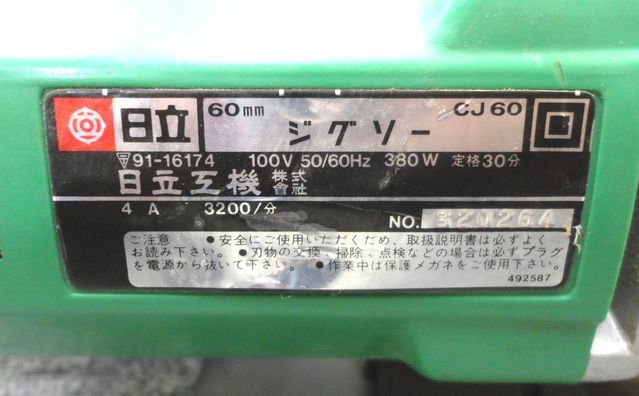 日立 60mm CJ60
ジグソー
91-16174 100V 50/60Hz 380W 定格30分
日立工機 株式會社
4 A 3200/分
NO. 320264
ご注意 ●安全にご使用いただくため、取扱説明書は必ずよく
お読み下さい。●刃物の交換、掃除、点検などの場合は必ずプラグ
を電源から抜いて下さい。●作業中は保護メガネをご使用下さい。
492587